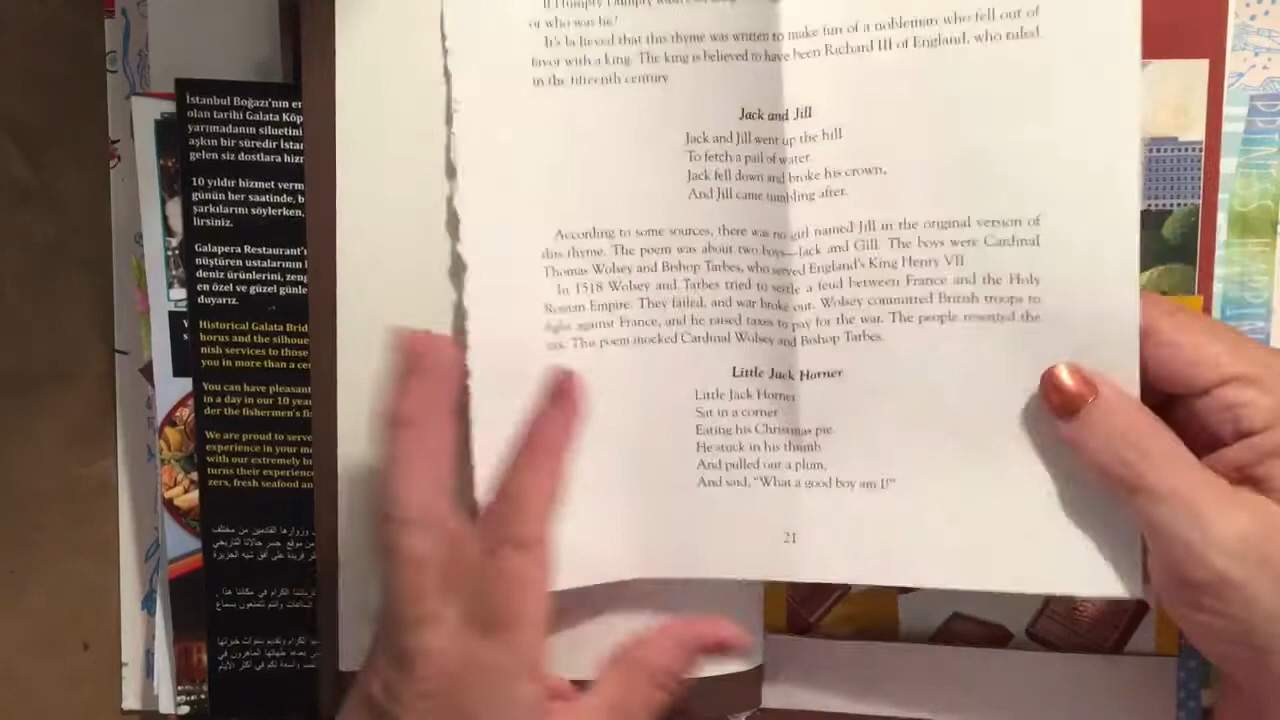 or who was he?
It's believed that this rhyme was written to make fun of a nobleman who fell out of
favor with a king. The king is believed to have been Richard III of England, who ruled
in the fifteenth century
Jack and Jill
Jack and Jill went up the hill
To fetch a pail of water
Jack fell down and broke his crown,
And Jill came tumbling after.
According to some sources, there was no girl named Jill in the original version of
this rhyme. The poem was about two boys—Jack and Gill. The boys were Cardinal
Thomas Wolsey and Bishop Tarbes, who served England's King Henry VII
In 1518 Wolsey and Tarbes tried to settle a feud between France and the Holy
Roman Empire. They failed, and war broke out. Wolsey committed British troops to
fight against France, and he raised taxes to pay for the war. The people resented the
tax. This poem mocked Cardinal Wolsey and Bishop Tarbes.
Little Jack Horner
Little Jack Horner
Sat in a corner
Eating his Christmas pie.
He stuck in his thumb
And pulled out a plum,
And said, "What a good boy am I!"
21
İstanbul Boğazı'nın en
olan tarihi Galata Köp
yarımadanın siluetini
aşkın bir süredir İstan
gelen siz dostlara hizm
10 yıldır hizmet verm
günün her saatinde, b
şarkılarını söylerken,
lirsiniz.
Galapera Restaurant'ı
nüştüren ustalarının l
deniz ürünlerini, zeng
en özel ve güzel günle
duyarız.
Historical Galata Brid
horus and the silhoue
nish services to those
you in more than a ce
You can have pleasant
in a day in our 10 year
der the fishermen's fi
We are proud to serve
experience in your me
with our extremely br
turns their experience
zers, fresh seafood an